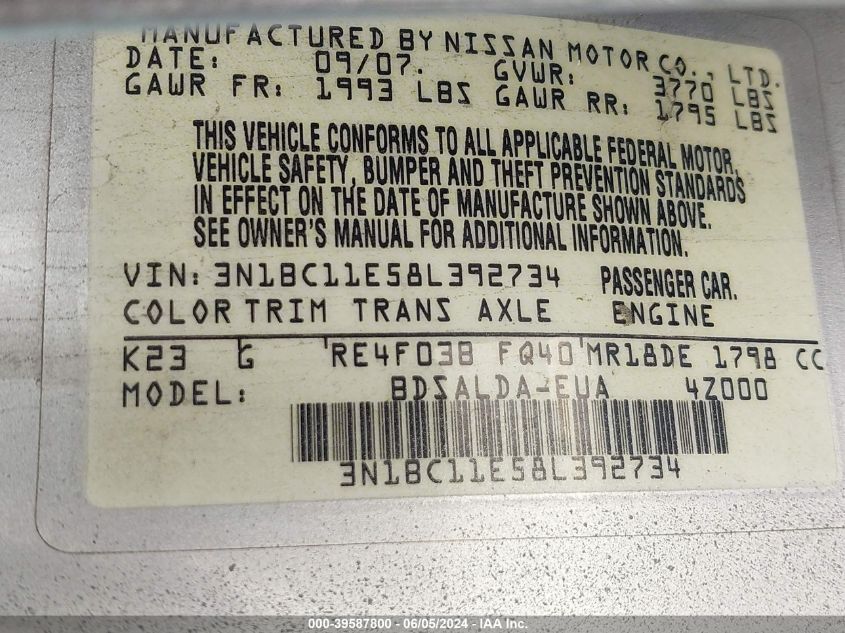 MANUFACTURED BY NISSAN MOTOR CO., LTD.
DATE: 09/07. GVWR: 3770 LBS
GAWR FR: 1993 LBS GAWR RR: 1795 LBS
THIS VEHICLE CONFORMS TO ALL APPLICABLE FEDERAL MOTOR
VEHICLE SAFETY, BUMPER AND THEFT PREVENTION STANDARDS
IN EFFECT ON THE DATE OF MANUFACTURE SHOWN ABOVE.
SEE OWNER'S MANUAL FOR ADDITIONAL INFORMATION.
VIN: 3N1BC11E58L392734 PASSENGER CAR.
COLOR TRIM TRANS AXLE ENGINE
K23 G RE4F03B FQ40 MR18DE 1798 CC
MODEL: BDSALDA-EUA 4Z000
3N1BC11E58L392734
000-39587800 - 06/05/2024 - IAA Inc.